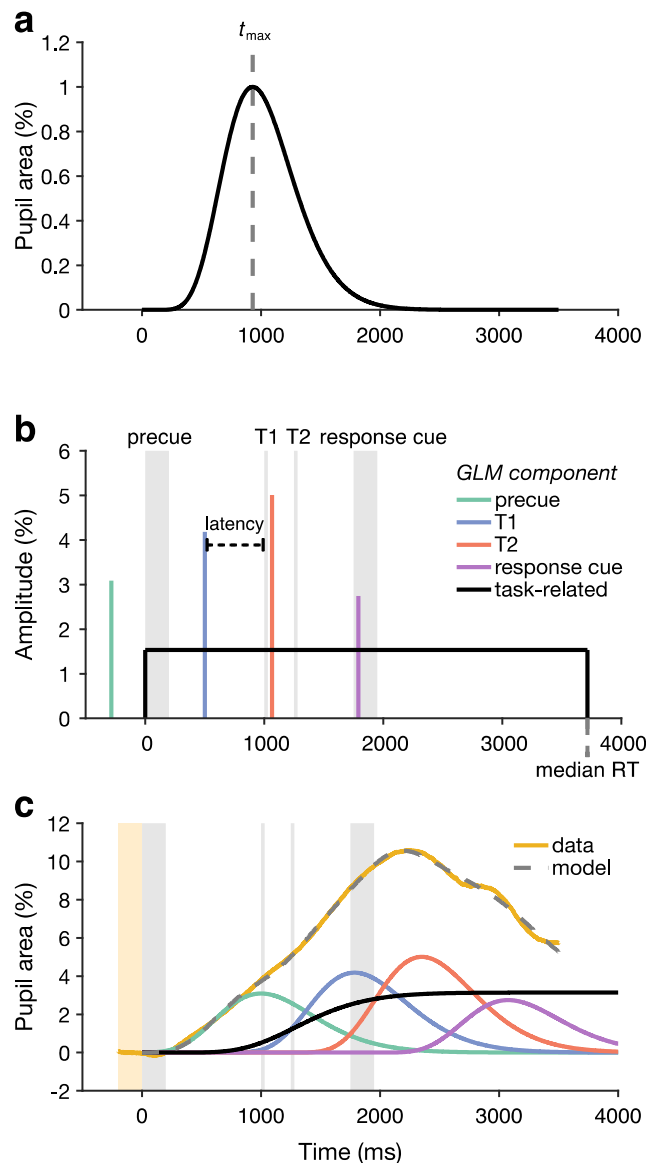 a
tmax
Pupil area (%)
1.2
1
0.8
0.6
0.4
0.2
0
0 1000 2000 3000 4000
b
precue T1 T2 response cue
Amplitude (%)
6
5
4
3
2
1
0
latency
GLM component
precue
T1
T2
response cue
task-related
0 1000 2000 3000 4000
median RT
c
Pupil area (%)
12
10
8
6
4
2
0
-2
data
model
0 1000 2000 3000 4000
Time (ms)